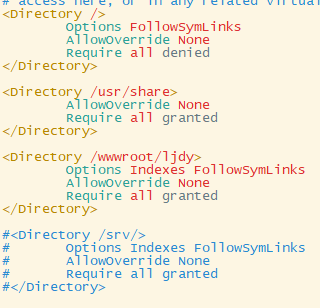 # access here, or in any related virtual
<Directory />
        Options FollowSymLinks
        AllowOverride None
        Require all denied
</Directory>
<Directory /usr/share>
        AllowOverride None
        Require all granted
</Directory>
<Directory /wwwroot/ljdy>
        Options Indexes FollowSymLinks
        AllowOverride None
        Require all granted
</Directory>
#<Directory /srv/>
#       Options Indexes FollowSymLinks
#       AllowOverride None
#       Require all granted
#</Directory>